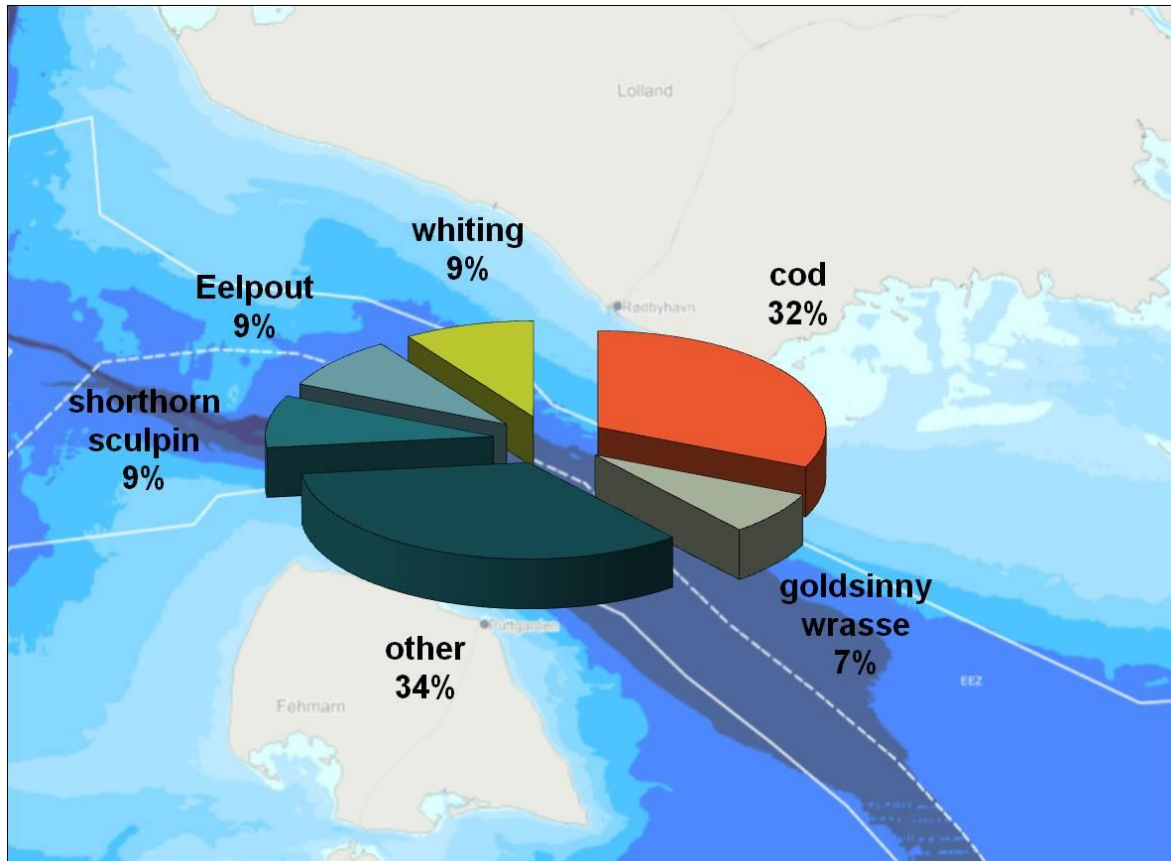 Lolland
whiting
9%
Eelpout
9%
cod
32%
Rødbyhavn
shorthorn
sculpin
9%
goldsinny
wrasse
7%
Puttgarden
other
34%
EEZ
Fehmarn